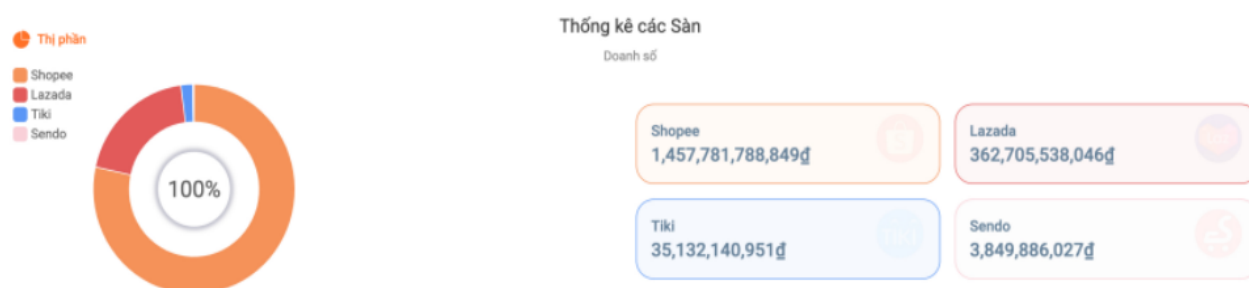 Thống kê các Sàn
Doanh số
Thị phần
Shopee
Lazada
Tiki
Sendo
100%
Shopee
1,457,781,788,849₫
Lazada
362,705,538,046₫
Tiki
35,132,140,951₫
Sendo
3,849,886,027₫